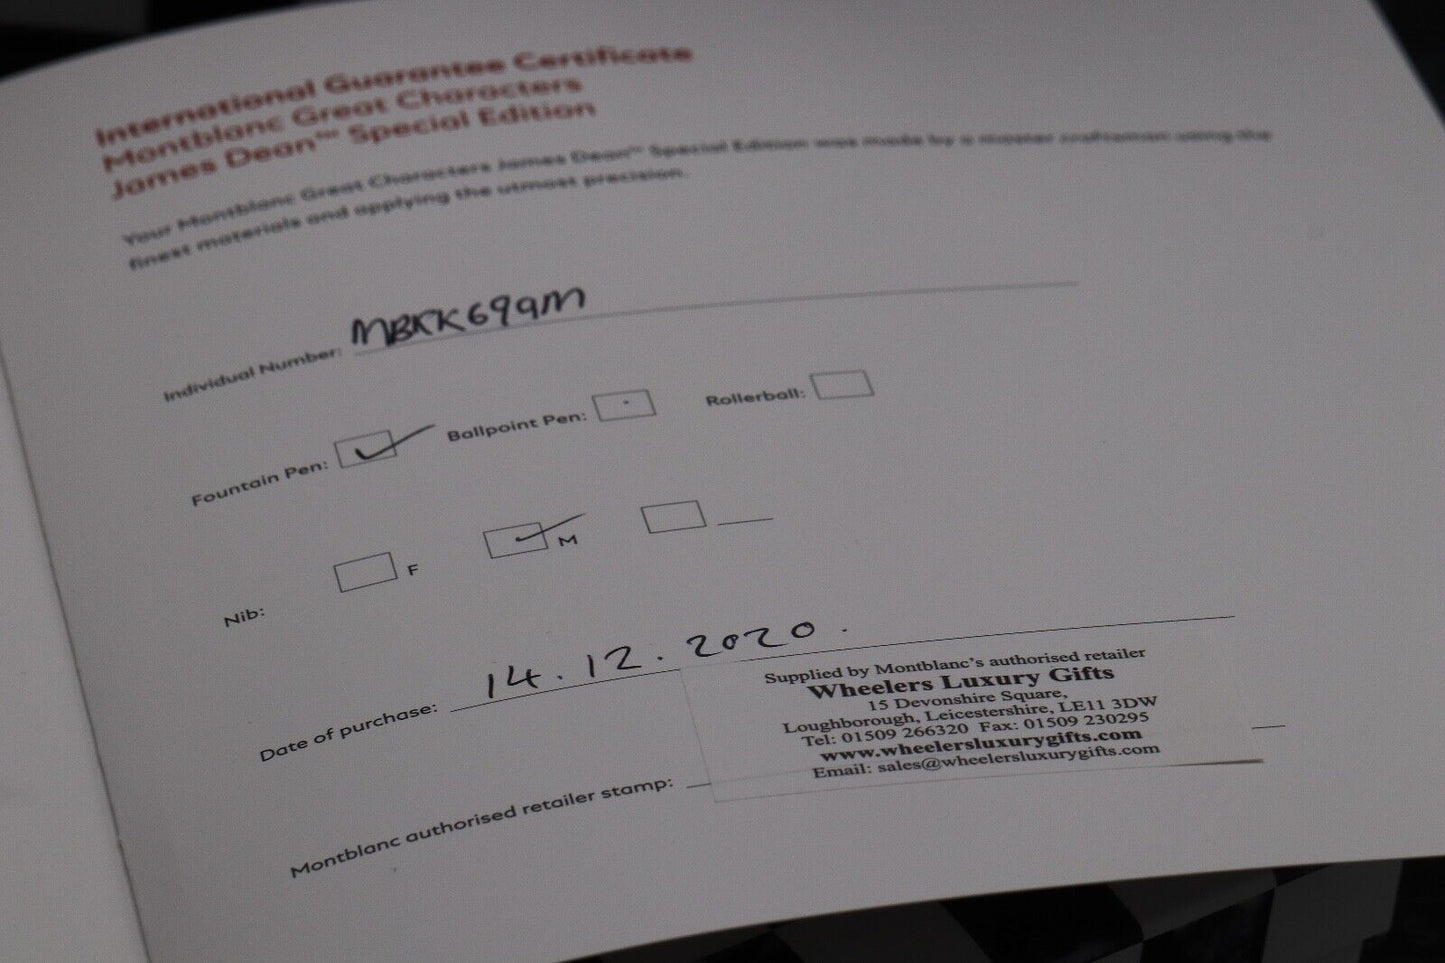 International Guarantee Certificate
Montblanc Great Characters
James Dean™ Special Edition
Your Montblanc Great Characters James Dean™ Special Edition was made by a master craftsman using the
finest materials and applying the utmost precision.
Individual Number: MBKK699M
Fountain Pen: Ballpoint Pen: Rollerball:
Nib: F M
Date of purchase: 14.12.2020.
Montblanc authorised retailer stamp:
Supplied by Montblanc's authorised retailer
Wheelers Luxury Gifts
15 Devonshire Square,
Loughborough, Leicestershire, LE11 3DW
Tel: 01509 266320 Fax: 01509 230295
www.wheelersluxurygifts.com
Email: sales@wheelersluxurygifts.com